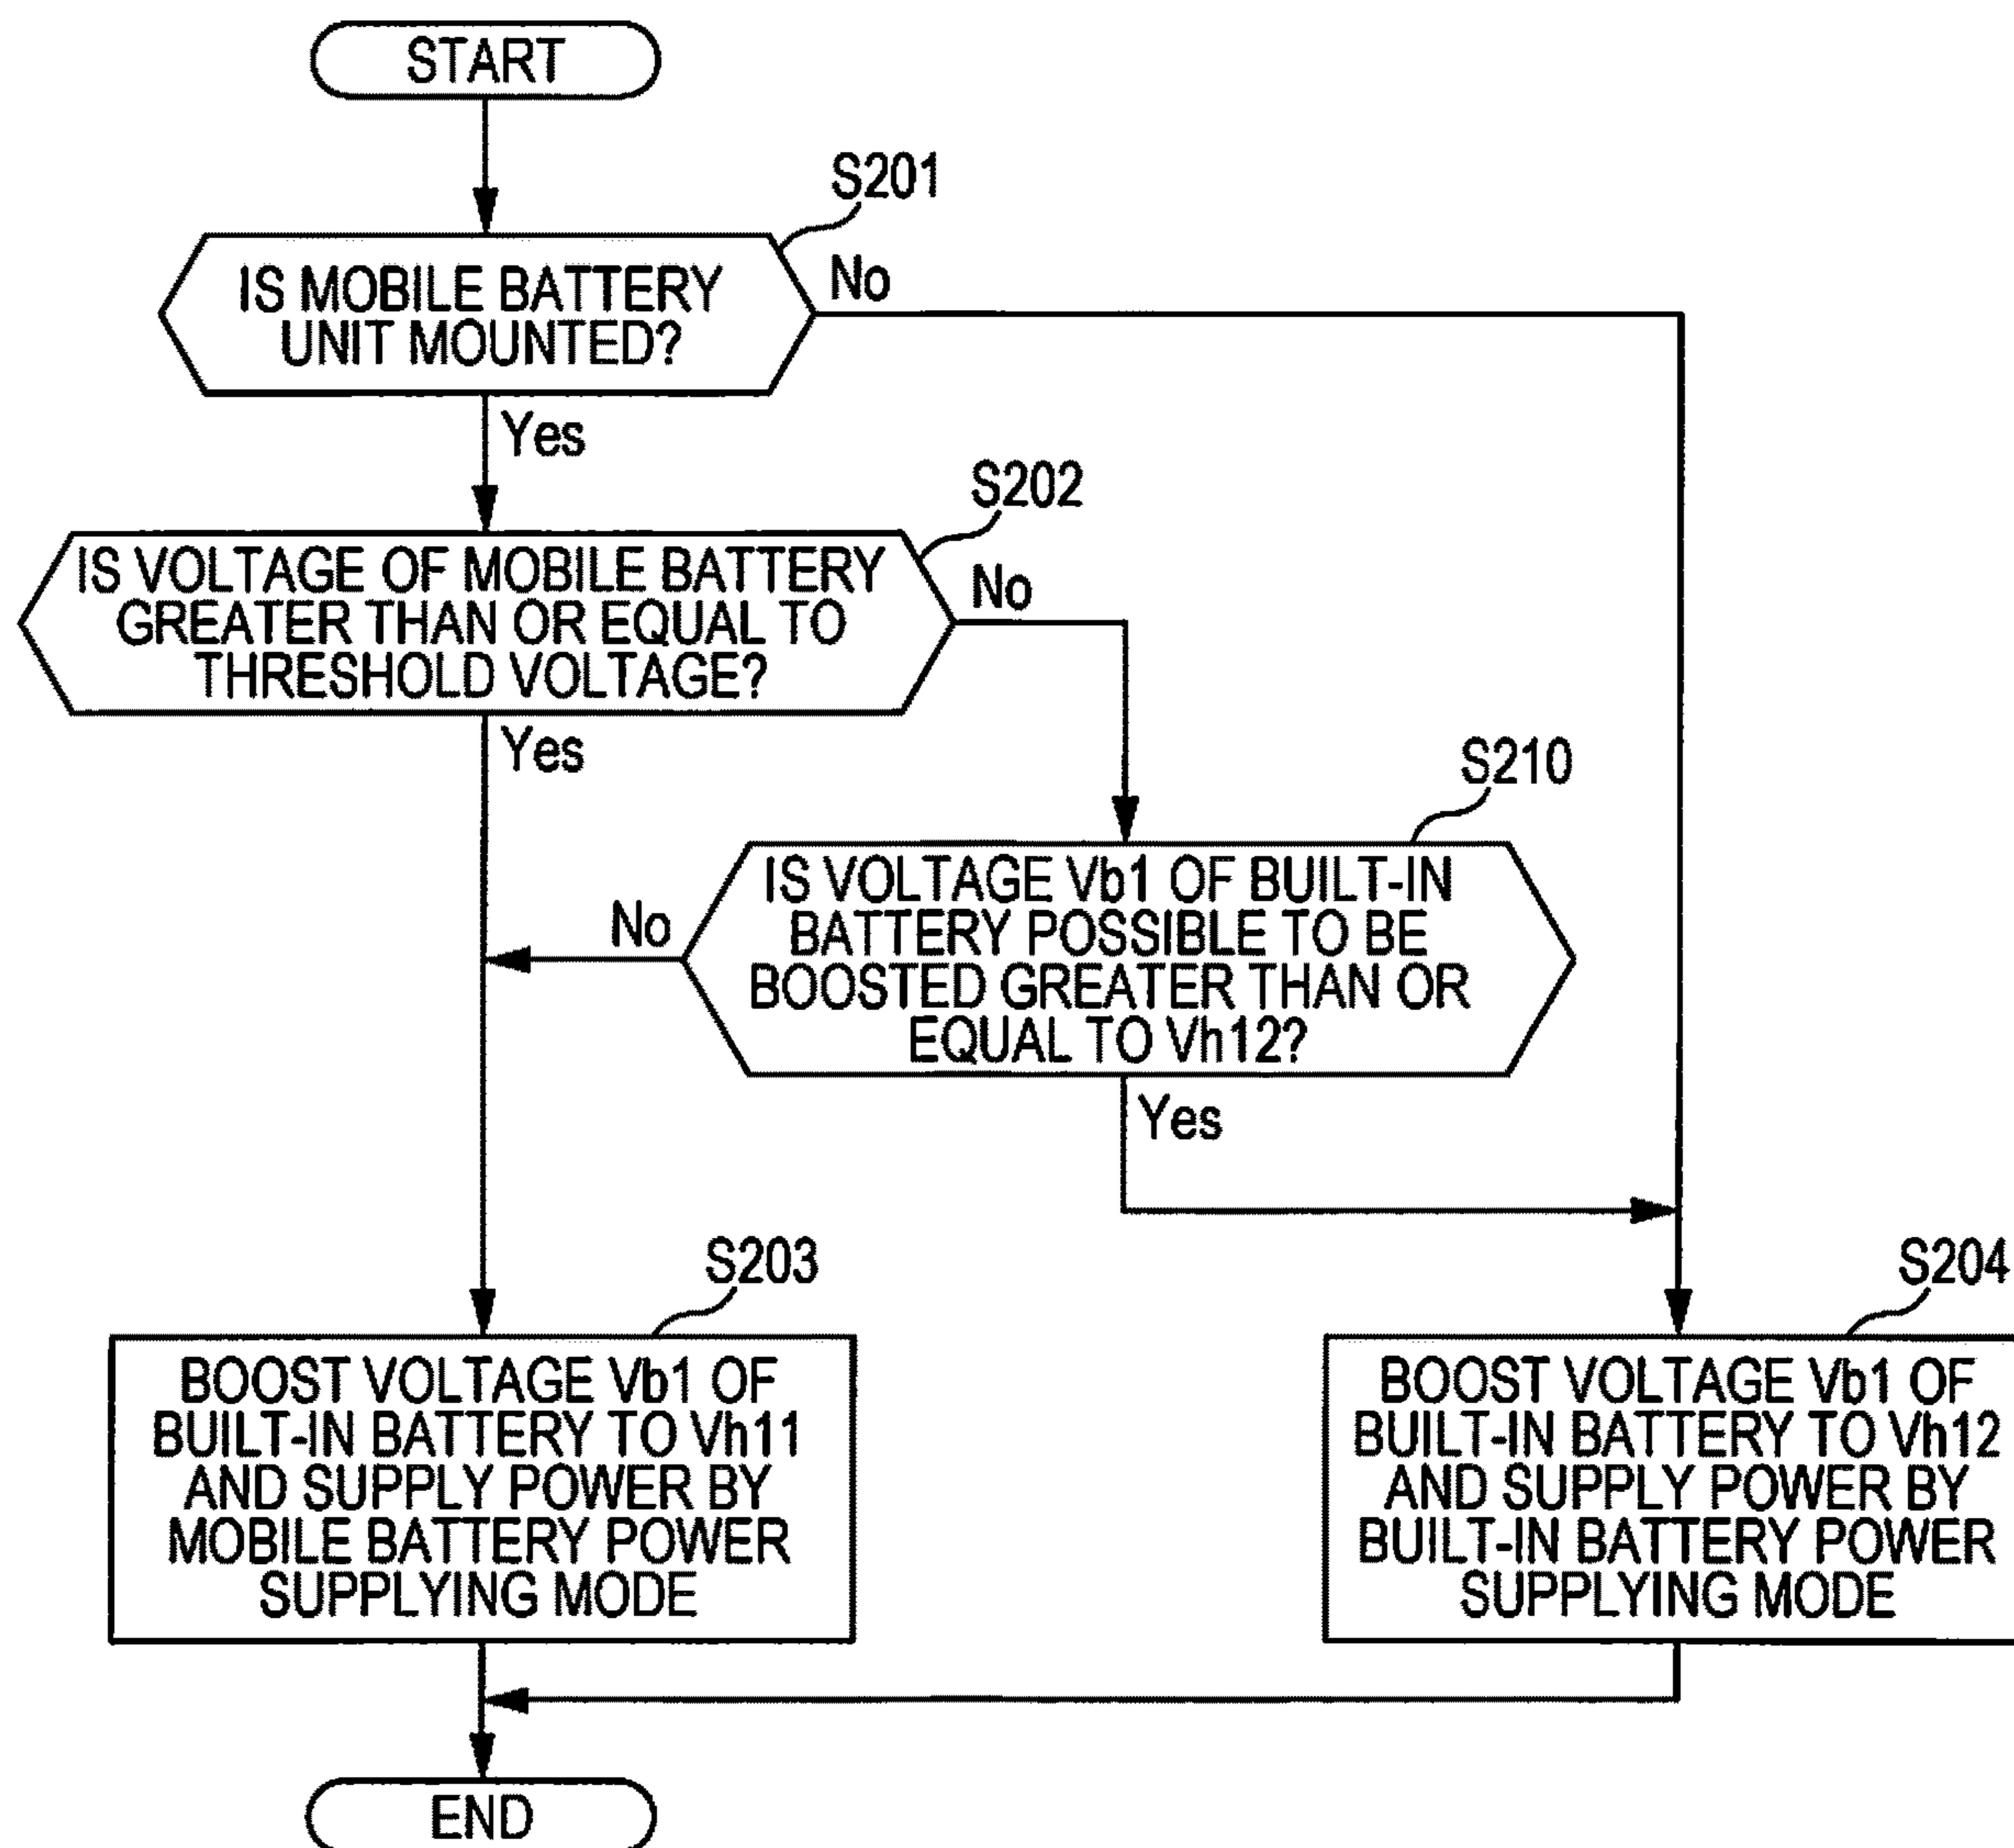 START
S201
IS MOBILE BATTERY
UNIT MOUNTED?
No
Yes
S202
IS VOLTAGE OF MOBILE BATTERY
GREATER THAN OR EQUAL TO
THRESHOLD VOLTAGE?
No
Yes
S210
IS VOLTAGE Vb1 OF BUILT-IN
BATTERY POSSIBLE TO BE
BOOSTED GREATER THAN OR
EQUAL TO Vh12?
No
Yes
S203
BOOST VOLTAGE Vb1 OF
BUILT-IN BATTERY TO Vh11
AND SUPPLY POWER BY
MOBILE BATTERY POWER
SUPPLYING MODE
S204
BOOST VOLTAGE Vb1 OF
BUILT-IN BATTERY TO Vh12
AND SUPPLY POWER BY
BUILT-IN BATTERY POWER
SUPPLYING MODE
END